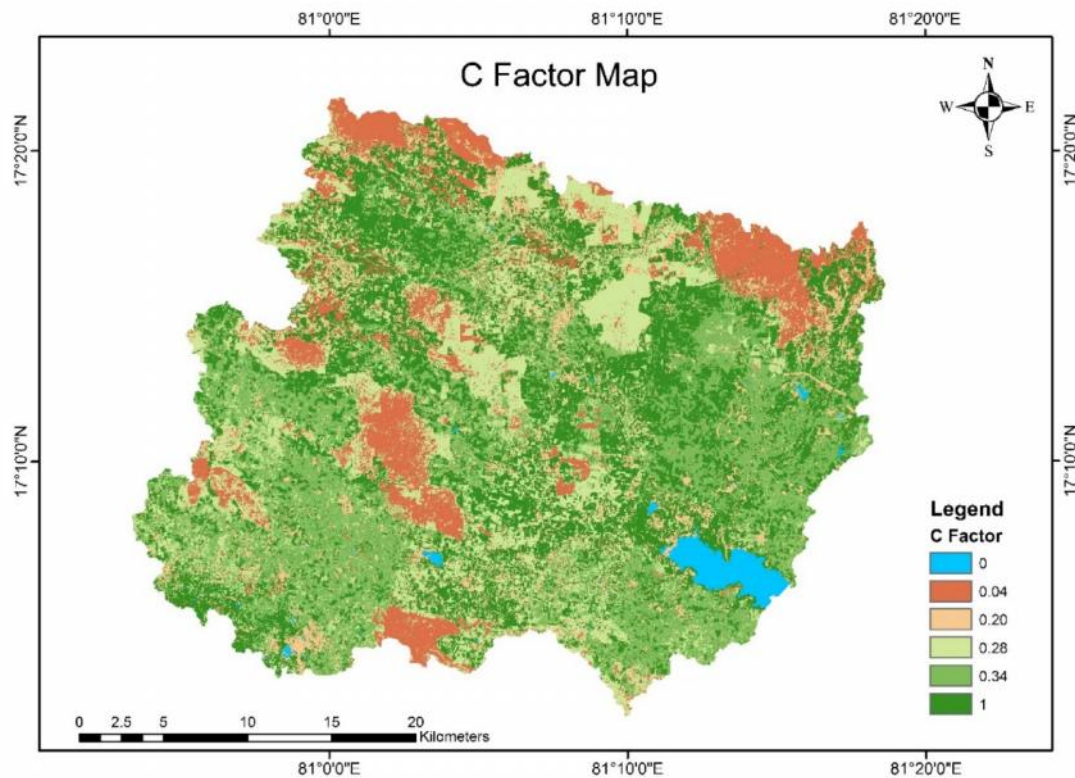 81°0'0"E 81°10'0"E 81°20'0"E
C Factor Map
N
W E
S
17°20'0"N 17°20'0"N
17°10'0"N 17°10'0"N
Legend
C Factor
0
0.04
0.20
0.28
0.34
1
0 2.5 5 10 15 20
Kilometers
81°0'0"E 81°10'0"E 81°20'0"E